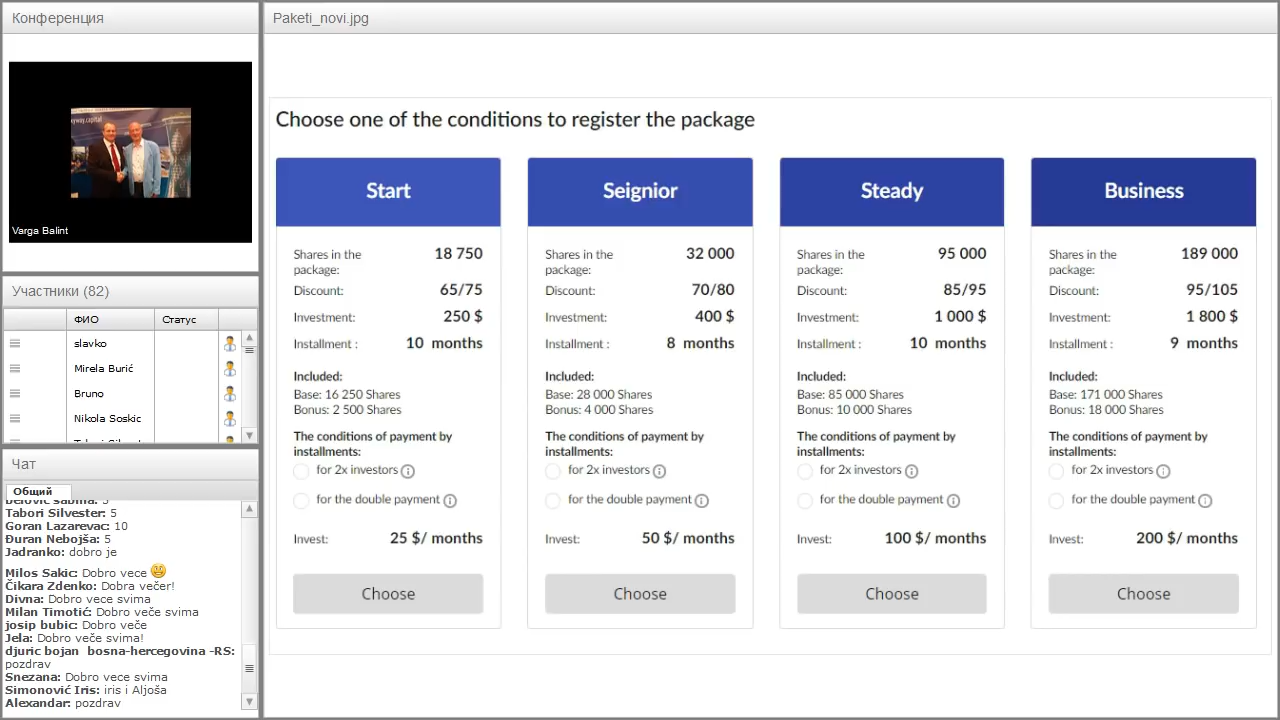 Конференция
Varga Balint
Участники (82)
ФИО Статус
slavko
Mirela Burić
Bruno
Nikola Soskic
Чат
Общий
Tabori Silvester: 5
Goran Lazarevac: 10
Đuran Nebojša: 5
Jadranko: dobro je
Milos Sakic: Dobro vece
Čikara Zdenko: Dobra večer!
Divna: Dobro vece svima
Milan Timotić: Dobro veče svima
josip bubic: Dobro veče
Jela: Dobro veče svima!
djuric bojan bosna-hercegovina -RS:
pozdrav
Snezana: Dobro vece svima
Simonović Iris: iris i Aljoša
Alexandar: pozdrav
Paketi_novi.jpg
Choose one of the conditions to register the package
Start
Shares in the package: 18 750
Discount: 65/75
Investment: 250 $
Installment : 10 months
Included:
Base: 16 250 Shares
Bonus: 2 500 Shares
The conditions of payment by
installments:
for 2x investors
for the double payment
Invest: 25 $/ months
Choose
Seignior
Shares in the package: 32 000
Discount: 70/80
Investment: 400 $
Installment : 8 months
Included:
Base: 28 000 Shares
Bonus: 4 000 Shares
The conditions of payment by
installments:
for 2x investors
for the double payment
Invest: 50 $/ months
Choose
Steady
Shares in the package: 95 000
Discount: 85/95
Investment: 1 000 $
Installment : 10 months
Included:
Base: 85 000 Shares
Bonus: 10 000 Shares
The conditions of payment by
installments:
for 2x investors
for the double payment
Invest: 100 $/ months
Choose
Business
Shares in the package: 189 000
Discount: 95/105
Investment: 1 800 $
Installment : 9 months
Included:
Base: 171 000 Shares
Bonus: 18 000 Shares
The conditions of payment by
installments:
for 2x investors
for the double payment
Invest: 200 $/ months
Choose